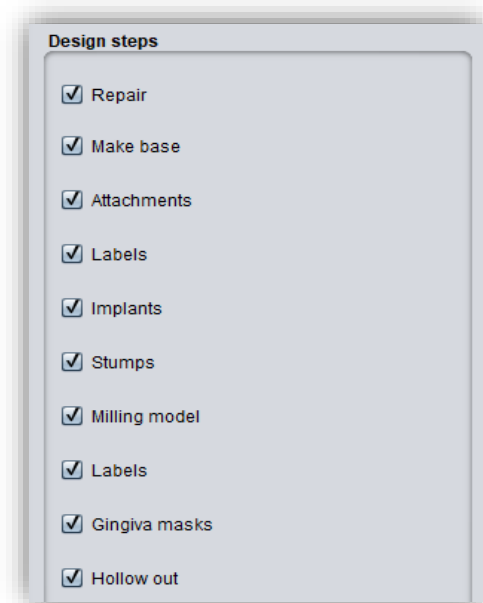 Design steps
Repair
Make base
Attachments
Labels
Implants
Stumps
Milling model
Labels
Gingiva masks
Hollow out